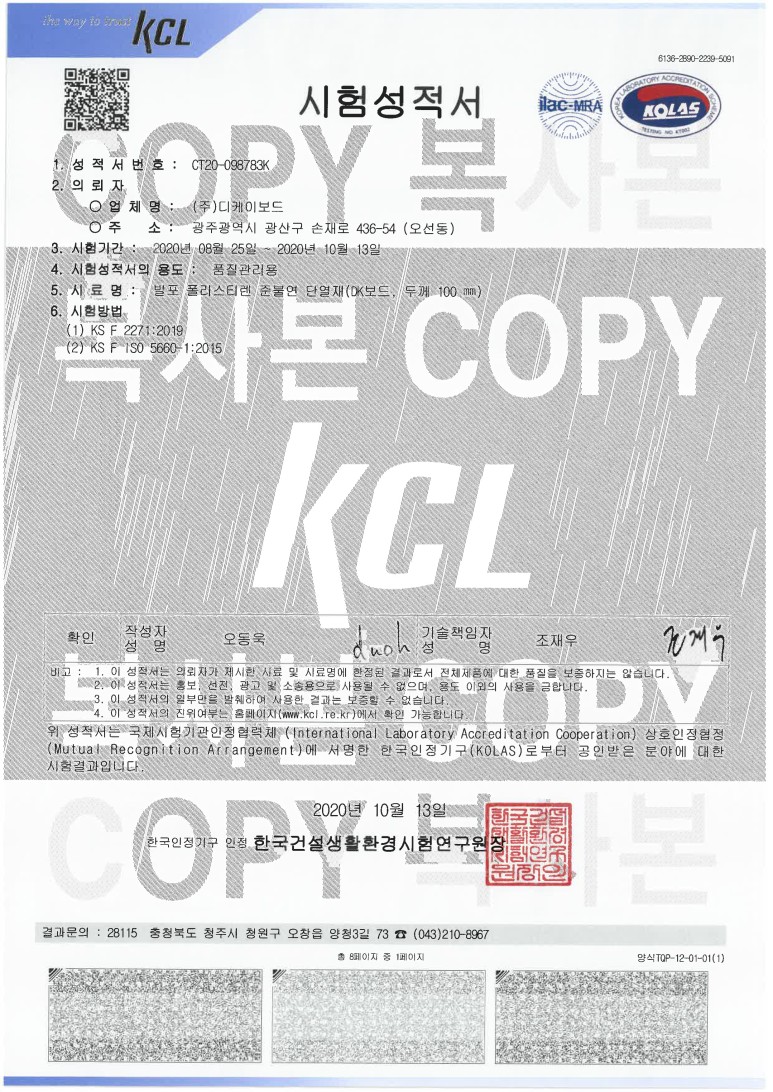 the way to trust KCL
6136-2890-2239-5091
시험성적서
ilac-MRA
KOREA LABORATORY ACCREDITATION SCHEME
KOLAS
COPY 복사본
1. 성 적 서 번 호 : CT20-098783K
2. 의 뢰 자
○ 업 체 명 : (주)디케이보드
○ 주 소 : 광주광역시 광산구 손재로 436-54 (오선동)
3. 시험기간 : 2020년 08월 25일 ~ 2020년 10월 13일
4. 시험성적서의 용도 : 품질관리용
5. 시 료 명 : 발포 폴리스티렌 준불연 단열재(DK보드, 두께 100 ㎜)
6. 시험방법
(1) KS F 2271:2019
(2) KS F ISO 5660-1:2015
복사본 COPY
KCL
확인 작성자 성 명 오동욱 duoh 기술책임자 성 명 조재우
복사본 COPY
비고 : 1. 이 성적서는 의뢰자가 제시한 시료 및 시료명에 한정된 결과로서 전체제품에 대한 품질을 보증하지는 않습니다.
2. 이 성적서는 홍보, 선전, 광고 및 소송용으로 사용될 수 없으며, 용도 이외의 사용을 금합니다.
3. 이 성적서의 일부만을 발췌하여 사용한 결과는 보증할 수 없습니다.
4. 이 성적서의 진위여부는 홈페이지(www.kcl.re.kr)에서 확인 가능합니다.
위 성적서는 국제시험기관인정협력체 (International Laboratory Accreditation Cooperation) 상호인정협정
(Mutual Recognition Arrangement)에 서명한 한국인정기구(KOLAS)로부터 공인받은 분야에 대한
시험결과입니다.
2020년 10월 13일
한국인정기구 인정 한국건설생활환경시험연구원장
COPY 복사본
결과문의 : 28115 충청북도 청주시 청원구 오창읍 양청3길 73 ☎ (043)210-8967
총 8페이지 중 1페이지
양식TQP-12-01-01(1)